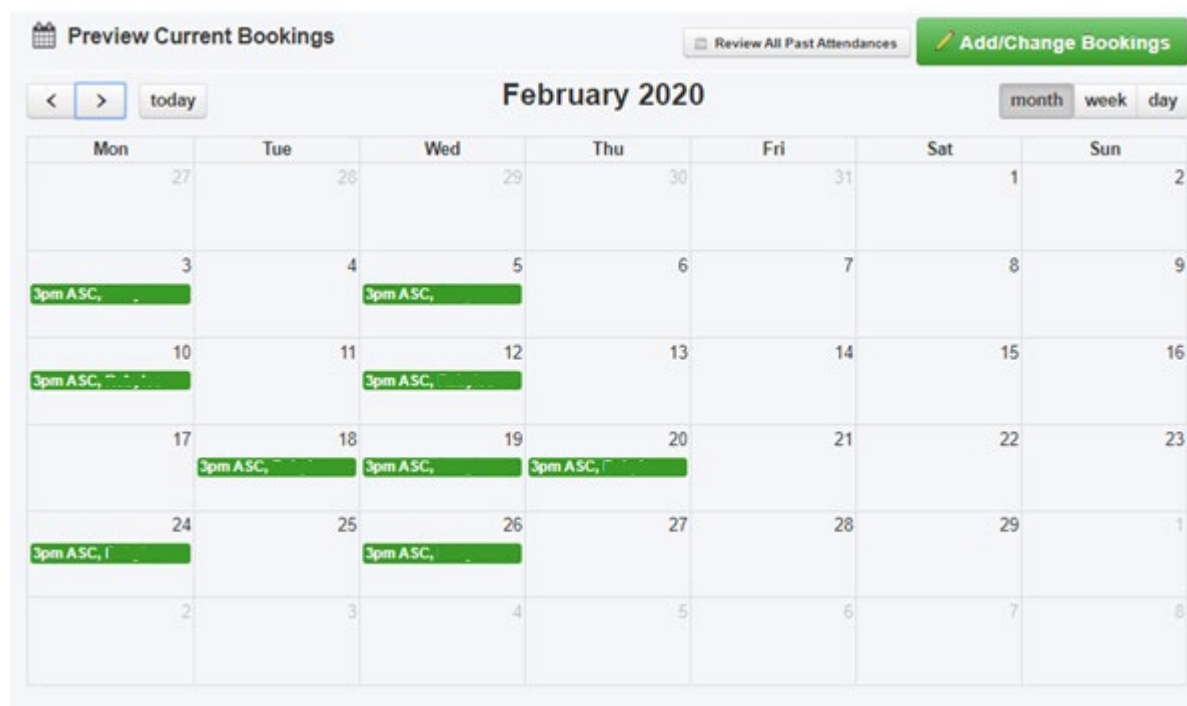 Preview Current Bookings
Review All Past Attendances
Add/Change Bookings
< > today
February 2020
month week day
Mon Tue Wed Thu Fri Sat Sun
27 28 29 30 31 1 2
3 4 5 6 7 8 9
3pm ASC, 3pm ASC,
10 11 12 13 14 15 16
3pm ASC, 3pm ASC,
17 18 19 20 21 22 23
3pm ASC, 3pm ASC, 3pm ASC,
24 25 26 27 28 29 1
3pm ASC, 3pm ASC,
2 3 4 5 6 7 8